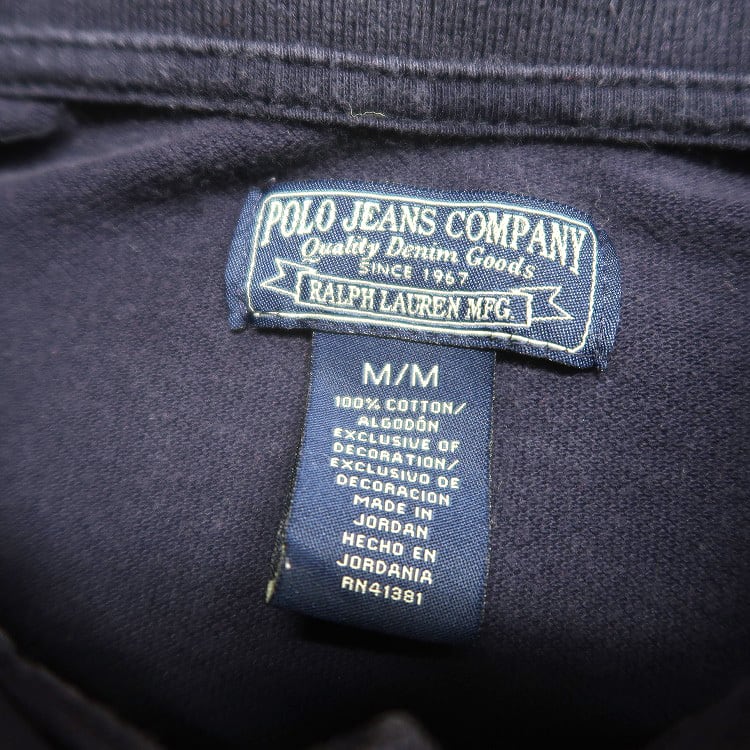 POLO JEANS COMPANY
Quality Denim Goods
SINCE 1967
RALPH LAUREN MFG
M/M
100% COTTON/
ALGODÓN
EXCLUSIVE OF
DECORATION/
EXCLUSIVO DE
DECORACION
MADE IN
JORDAN
HECHO EN
JORDANIA
RN41381